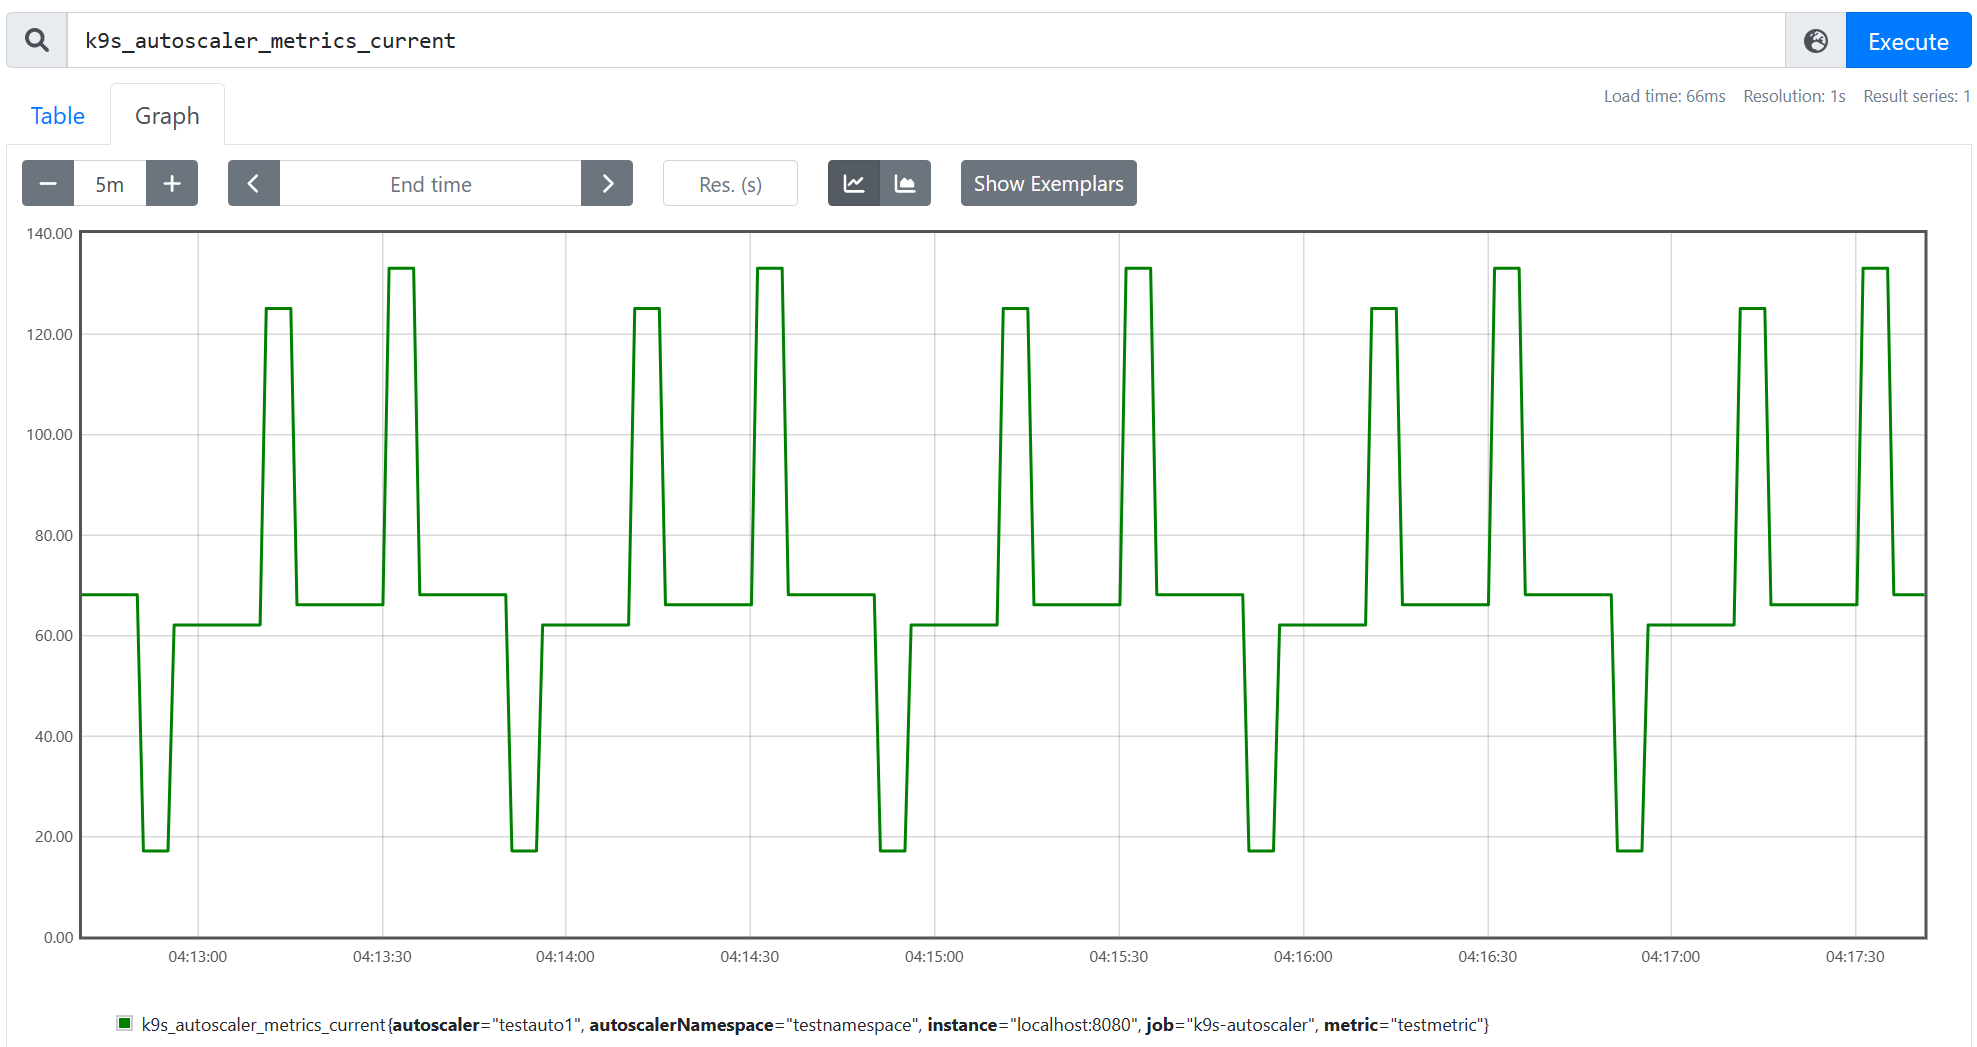 k9s_autoscaler_metrics_current
Execute
Load time: 66ms Resolution: 1s Result series: 1
Table Graph
5m End time Res. (s) Show Exemplars
140.00
120.00
100.00
80.00
60.00
40.00
20.00
0.00
04:13:00 04:13:30 04:14:00 04:14:30 04:15:00 04:15:30 04:16:00 04:16:30 04:17:00 04:17:30
k9s_autoscaler_metrics_current{autoscaler="testauto1", autoscalerNamespace="testnamespace", instance="localhost:8080", job="k9s-autoscaler", metric="testmetric"}